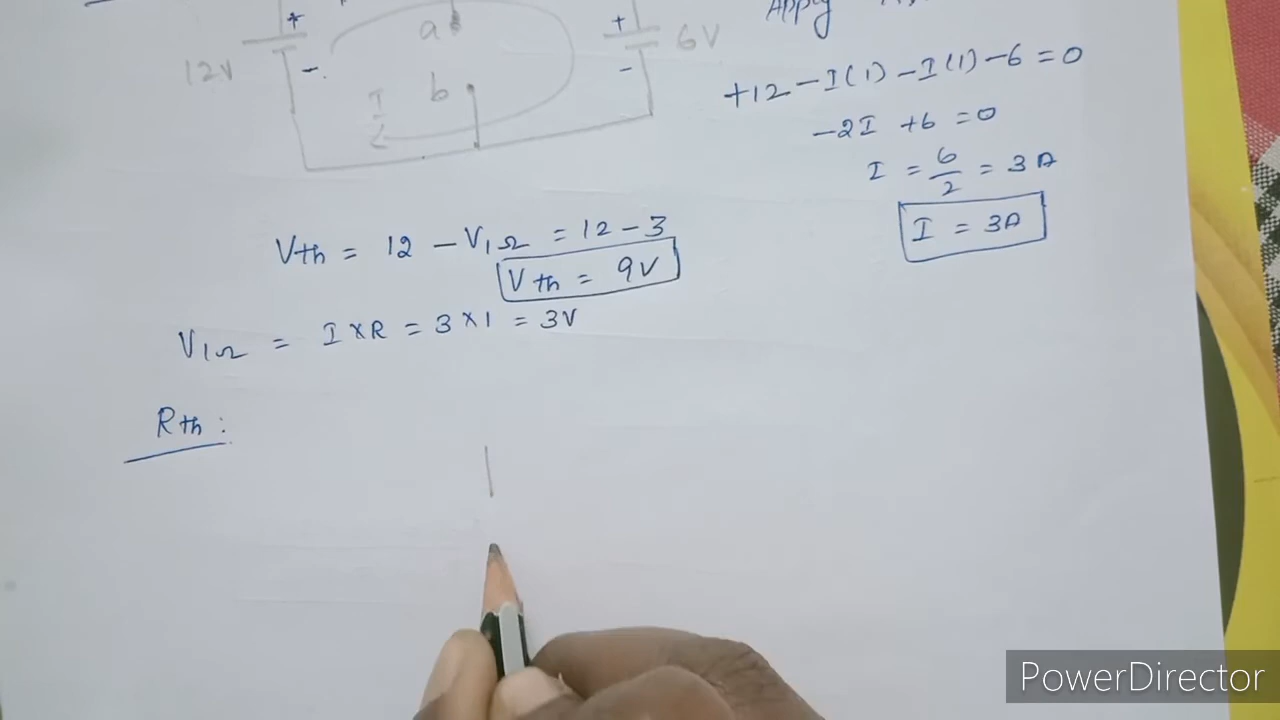 Apply
+ + 6V
a
12V - -
b
I
+12 - I(1) - I(1) - 6 = 0
-2I + 6 = 0
I = 6/2 = 3A
I = 3A
Vth = 12 - V1Ω = 12 - 3
Vth = 9V
V1Ω = I × R = 3 × 1 = 3V
Rth :
PowerDirector